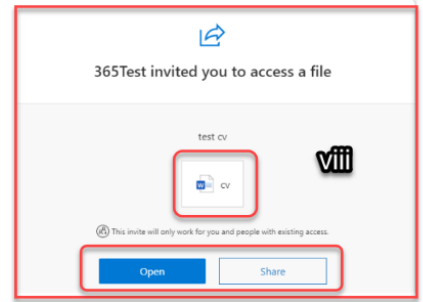 365Test invited you to access a file
test cv
viii
cv
This invite will only work for you and people with existing access.
Open
Share